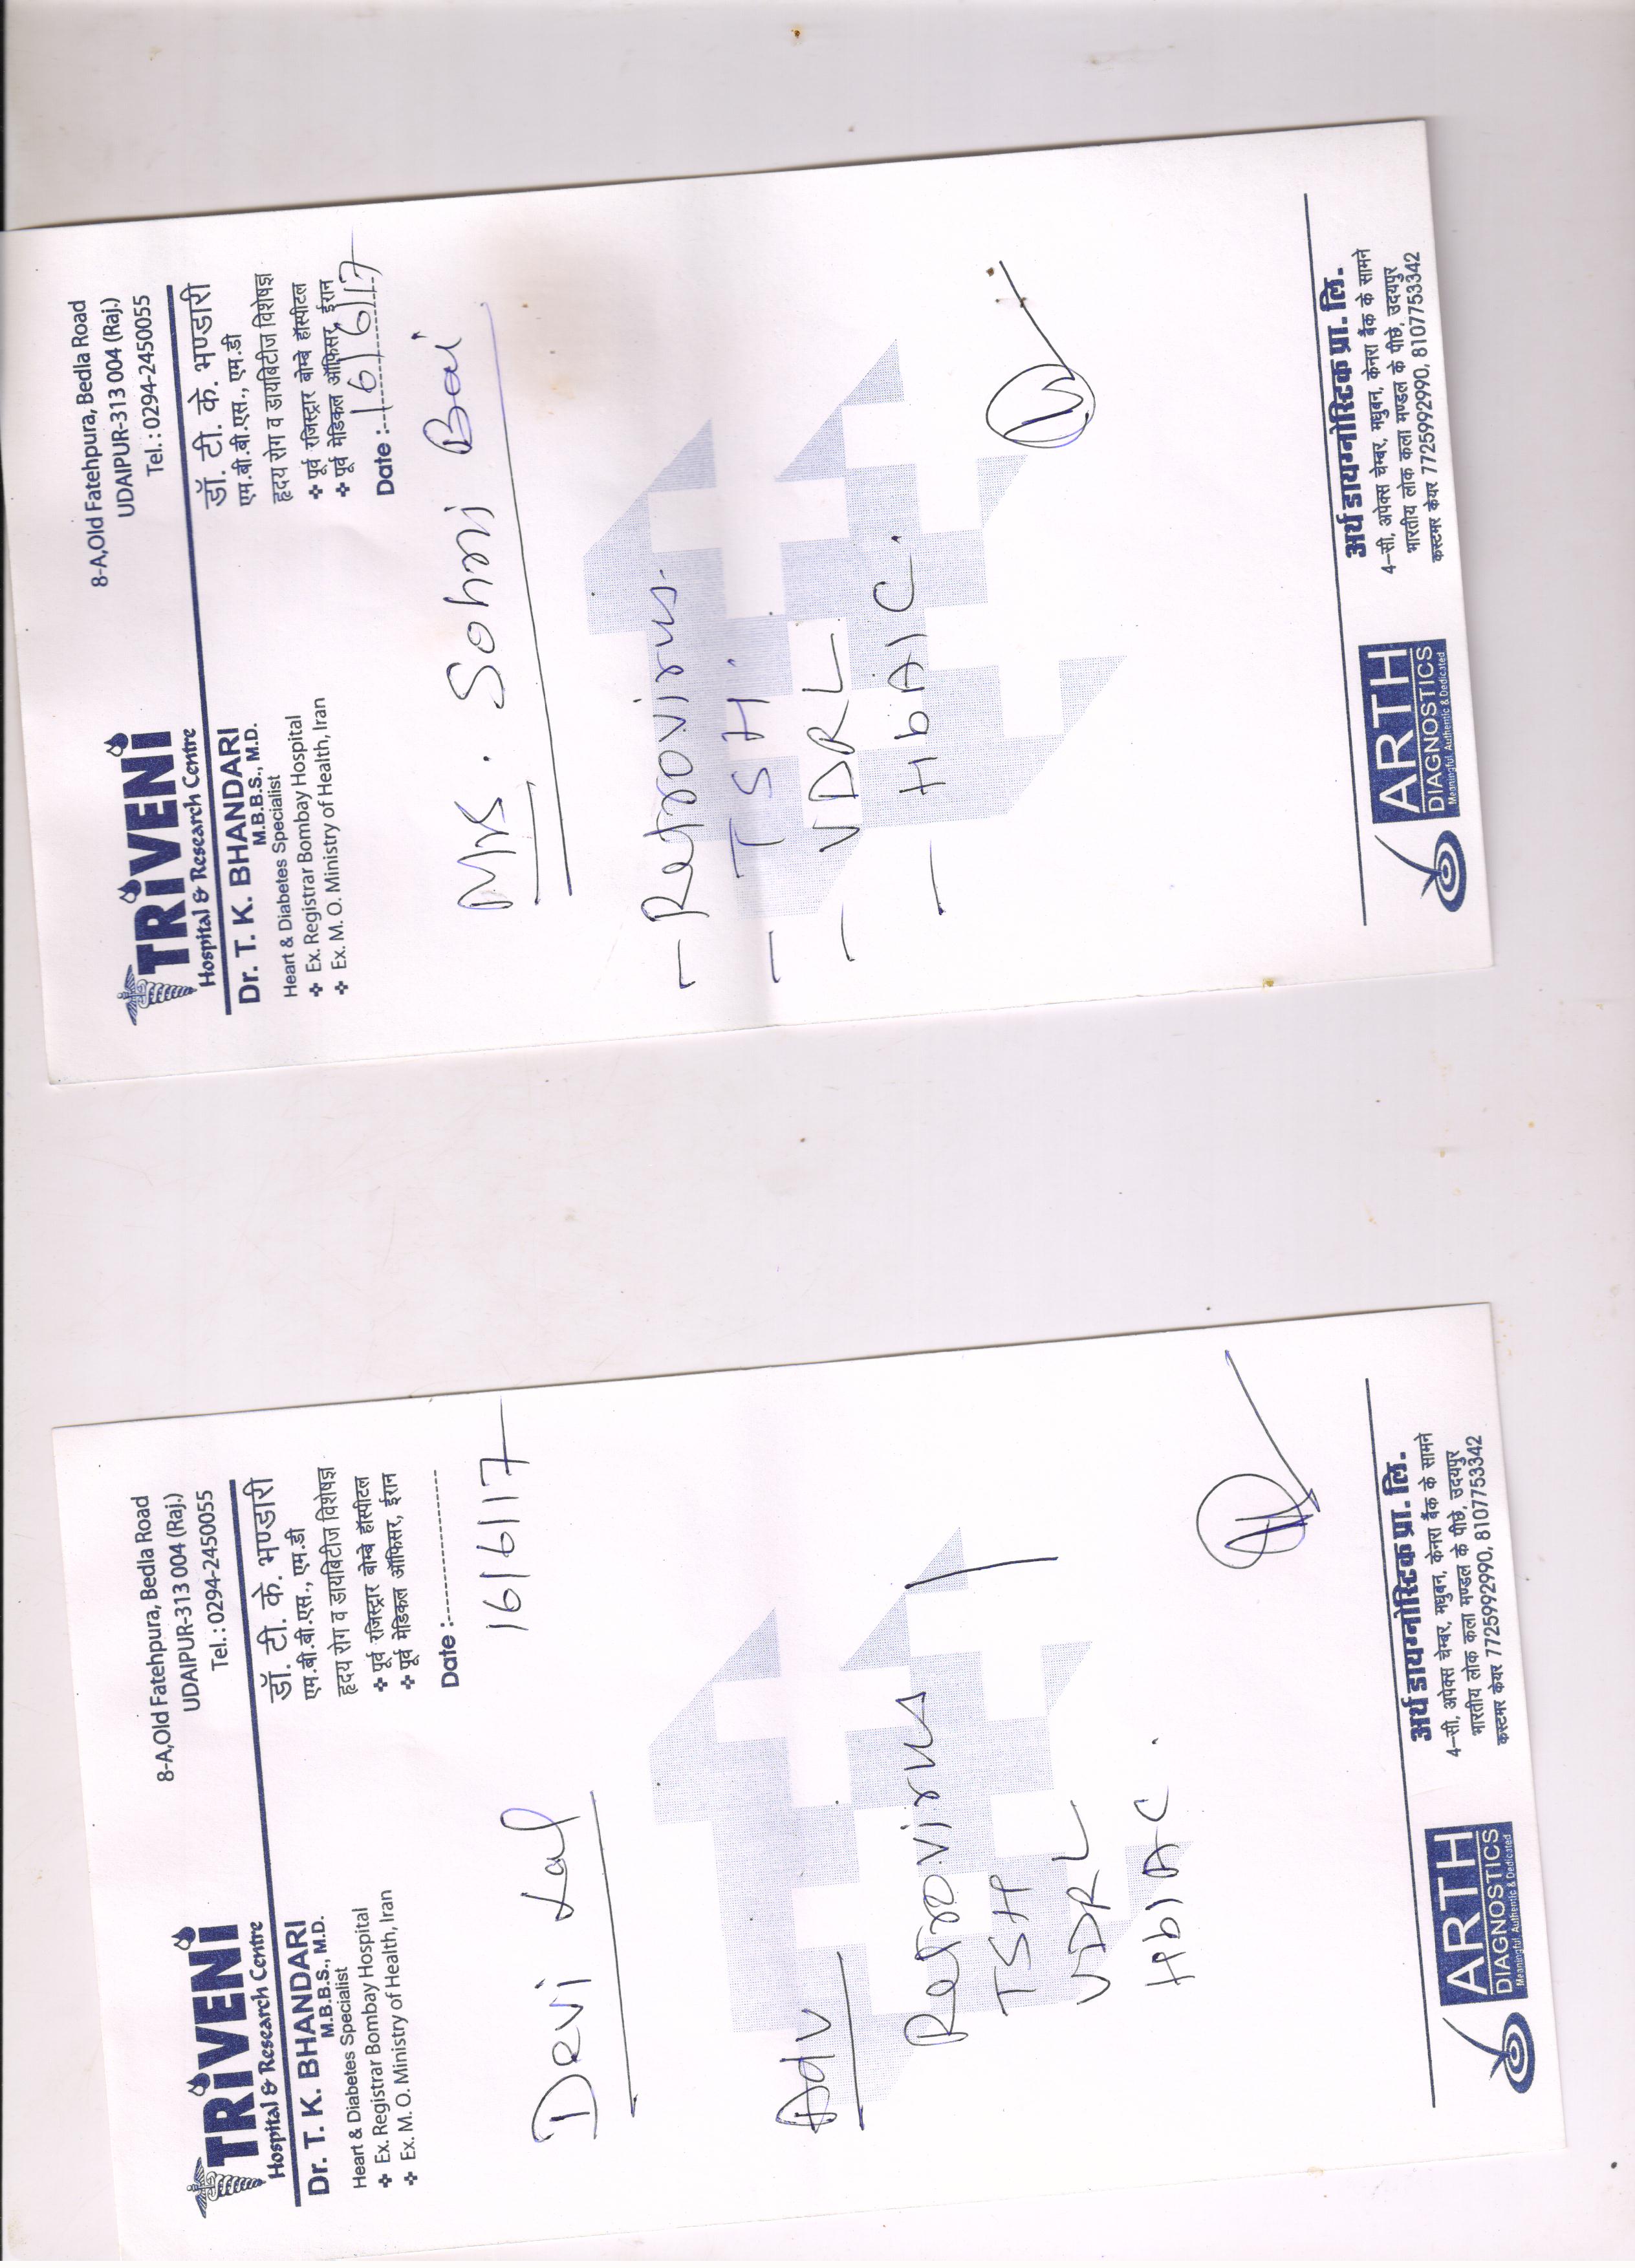 TRiVENi
Hospital & Research Centre
8-A,Old Fatehpura, Bedla Road
UDAIPUR-313 004 (Raj.)
Tel. : 0294-2450055
Dr. T. K. BHANDARI
M.B.B.S., M.D.
Heart & Diabetes Specialist
❖ Ex. Registrar Bombay Hospital
❖ Ex. M. O. Ministry of Health, Iran
डॉ. टी. के. भण्डारी
एम.बी.बी.एस., एम.डी
हृदय रोग व डायबिटीज विशेषज्ञ
❖ पूर्व रजिस्ट्रार बोम्बे हॉस्पीटल
❖ पूर्व मेडिकल ऑफिसर, ईरान
Date :
16/6/17
Devi Lal
Adv
Retrovirus
TSH
VDRL
Hb1AC.
ARTH
DIAGNOSTICS
Meaningful, Authentic & Dedicated
अर्थ डायग्नोस्टिक प्रा. लि.
4-सी, अपेक्स चेम्बर, मधुबन, केनरा बैंक के सामने
भारतीय लोक कला मण्डल के पीछे, उदयपुर
कस्टमर केयर 7725992990, 8107753342
TRiVENi
Hospital & Research Centre
8-A,Old Fatehpura, Bedla Road
UDAIPUR-313 004 (Raj.)
Tel. : 0294-2450055
Dr. T. K. BHANDARI
M.B.B.S., M.D.
Heart & Diabetes Specialist
❖ Ex. Registrar Bombay Hospital
❖ Ex. M. O. Ministry of Health, Iran
डॉ. टी. के. भण्डारी
एम.बी.बी.एस., एम.डी
हृदय रोग व डायबिटीज विशेषज्ञ
❖ पूर्व रजिस्ट्रार बोम्बे हॉस्पीटल
❖ पूर्व मेडिकल ऑफिसर, ईरान
Date : 16/6/17
Mrs. Sohni Bai
- Retrovirus.
- TSH.
- VDRL
- HbA1C.
ARTH
DIAGNOSTICS
Meaningful, Authentic & Dedicated
अर्थ डायग्नोस्टिक प्रा. लि.
4-सी, अपेक्स चेम्बर, मधुबन, केनरा बैंक के सामने
भारतीय लोक कला मण्डल के पीछे, उदयपुर
कस्टमर केयर 7725992990, 8107753342